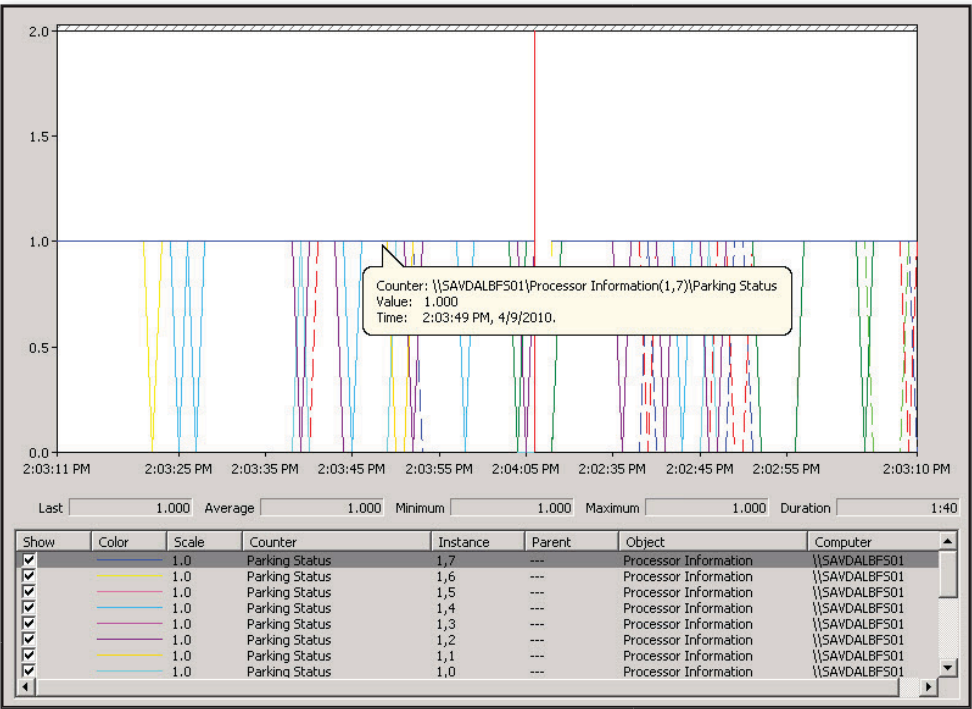 2.0
1.5
1.0
Counter: \\SAVDALBFS01\Processor Information(1,7)\Parking Status
Value: 1.000
Time: 2:03:49 PM, 4/9/2010.
0.5
0.0
2:03:11 PM 2:03:25 PM 2:03:35 PM 2:03:45 PM 2:03:55 PM 2:04:05 PM 2:02:35 PM 2:02:45 PM 2:02:55 PM 2:03:10 PM
Last 1.000 Average 1.000 Minimum 1.000 Maximum 1.000 Duration 1:40
Show Color Scale Counter Instance Parent Object Computer
1.0 Parking Status 1,7 --- Processor Information \\SAVDALBFS01
1.0 Parking Status 1,6 --- Processor Information \\SAVDALBFS01
1.0 Parking Status 1,5 --- Processor Information \\SAVDALBFS01
1.0 Parking Status 1,4 --- Processor Information \\SAVDALBFS01
1.0 Parking Status 1,3 --- Processor Information \\SAVDALBFS01
1.0 Parking Status 1,2 --- Processor Information \\SAVDALBFS01
1.0 Parking Status 1,1 --- Processor Information \\SAVDALBFS01
1.0 Parking Status 1,0 --- Processor Information \\SAVDALBFS01